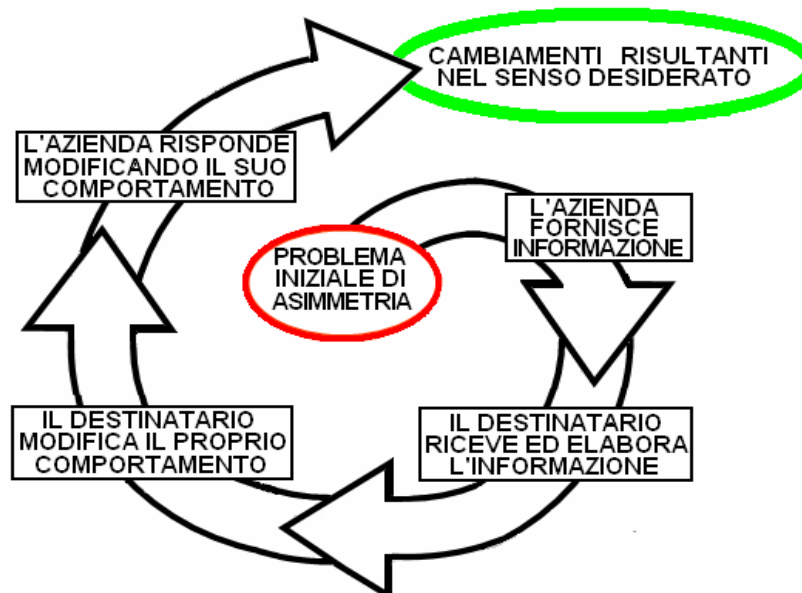 PROBLEMA
INIZIALE DI
ASIMMETRIA
L'AZIENDA
FORNISCE
INFORMAZIONE
IL DESTINATARIO
RICEVE ED ELABORA
L'INFORMAZIONE
IL DESTINATARIO
MODIFICA IL PROPRIO
COMPORTAMENTO
L'AZIENDA RISPONDE
MODIFICANDO IL SUO
COMPORTAMENTO
CAMBIAMENTI RISULTANTI
NEL SENSO DESIDERATO